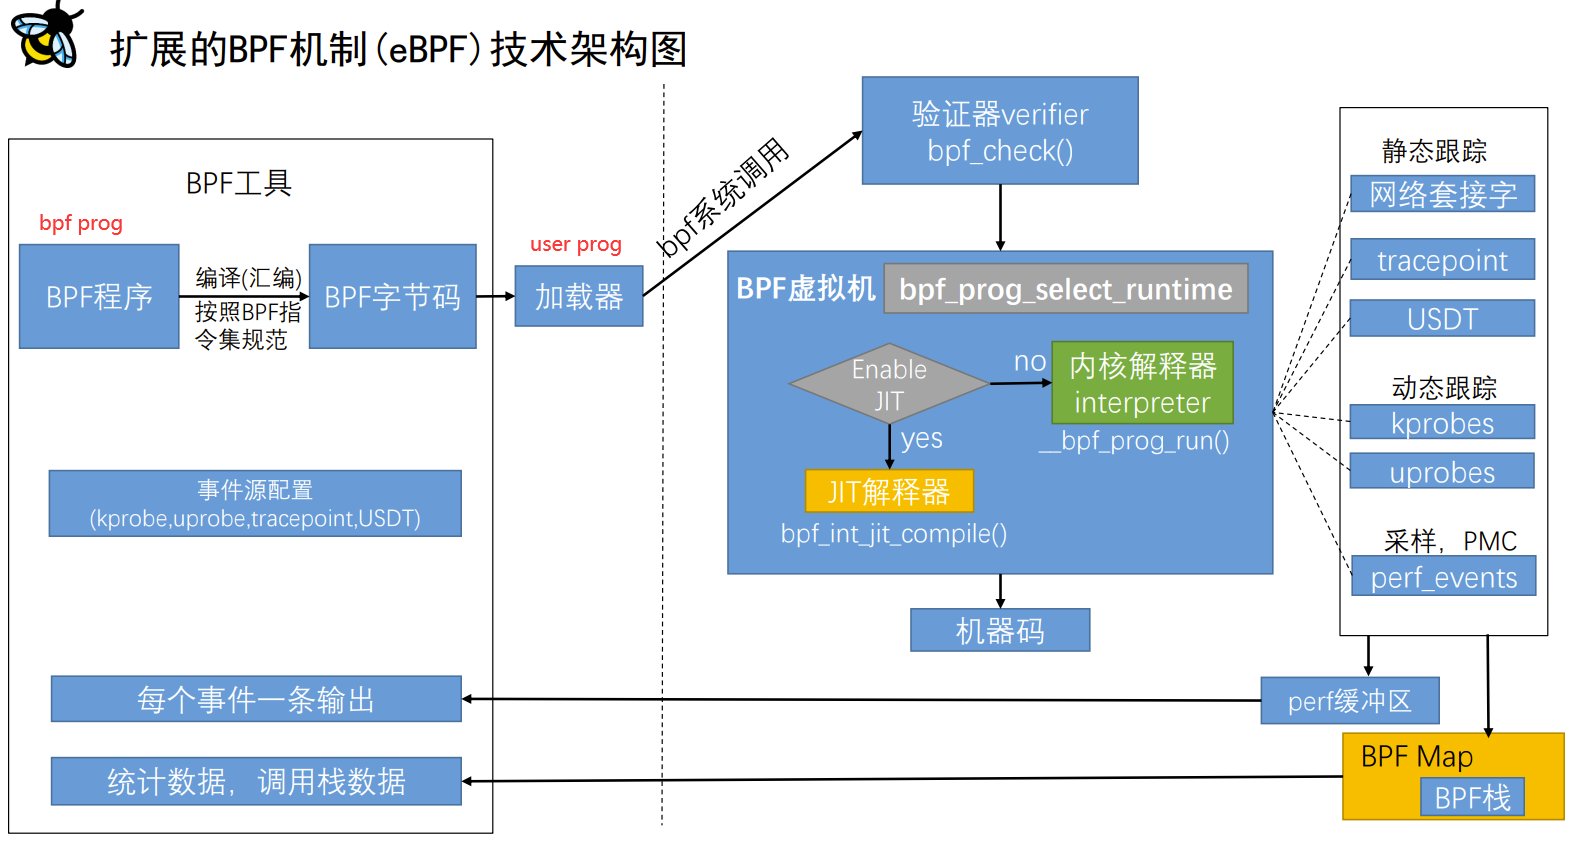 扩展的BPF机制(eBPF)技术架构图
BPF工具
bpf prog
BPF程序
编译(汇编)
按照BPF指
令集规范
BPF字节码
user prog
加载器
bpf系统调用
验证器verifier
bpf_check()
BPF虚拟机
bpf_prog_select_runtime
Enable
JIT
no
yes
内核解释器
interpreter
__bpf_prog_run()
JIT解释器
bpf_int_jit_compile()
机器码
静态跟踪
网络套接字
tracepoint
USDT
动态跟踪
kprobes
uprobes
采样，PMC
perf_events
事件源配置
(kprobe,uprobe,tracepoint,USDT)
每个事件一条输出
perf缓冲区
统计数据，调用栈数据
BPF Map
BPF栈